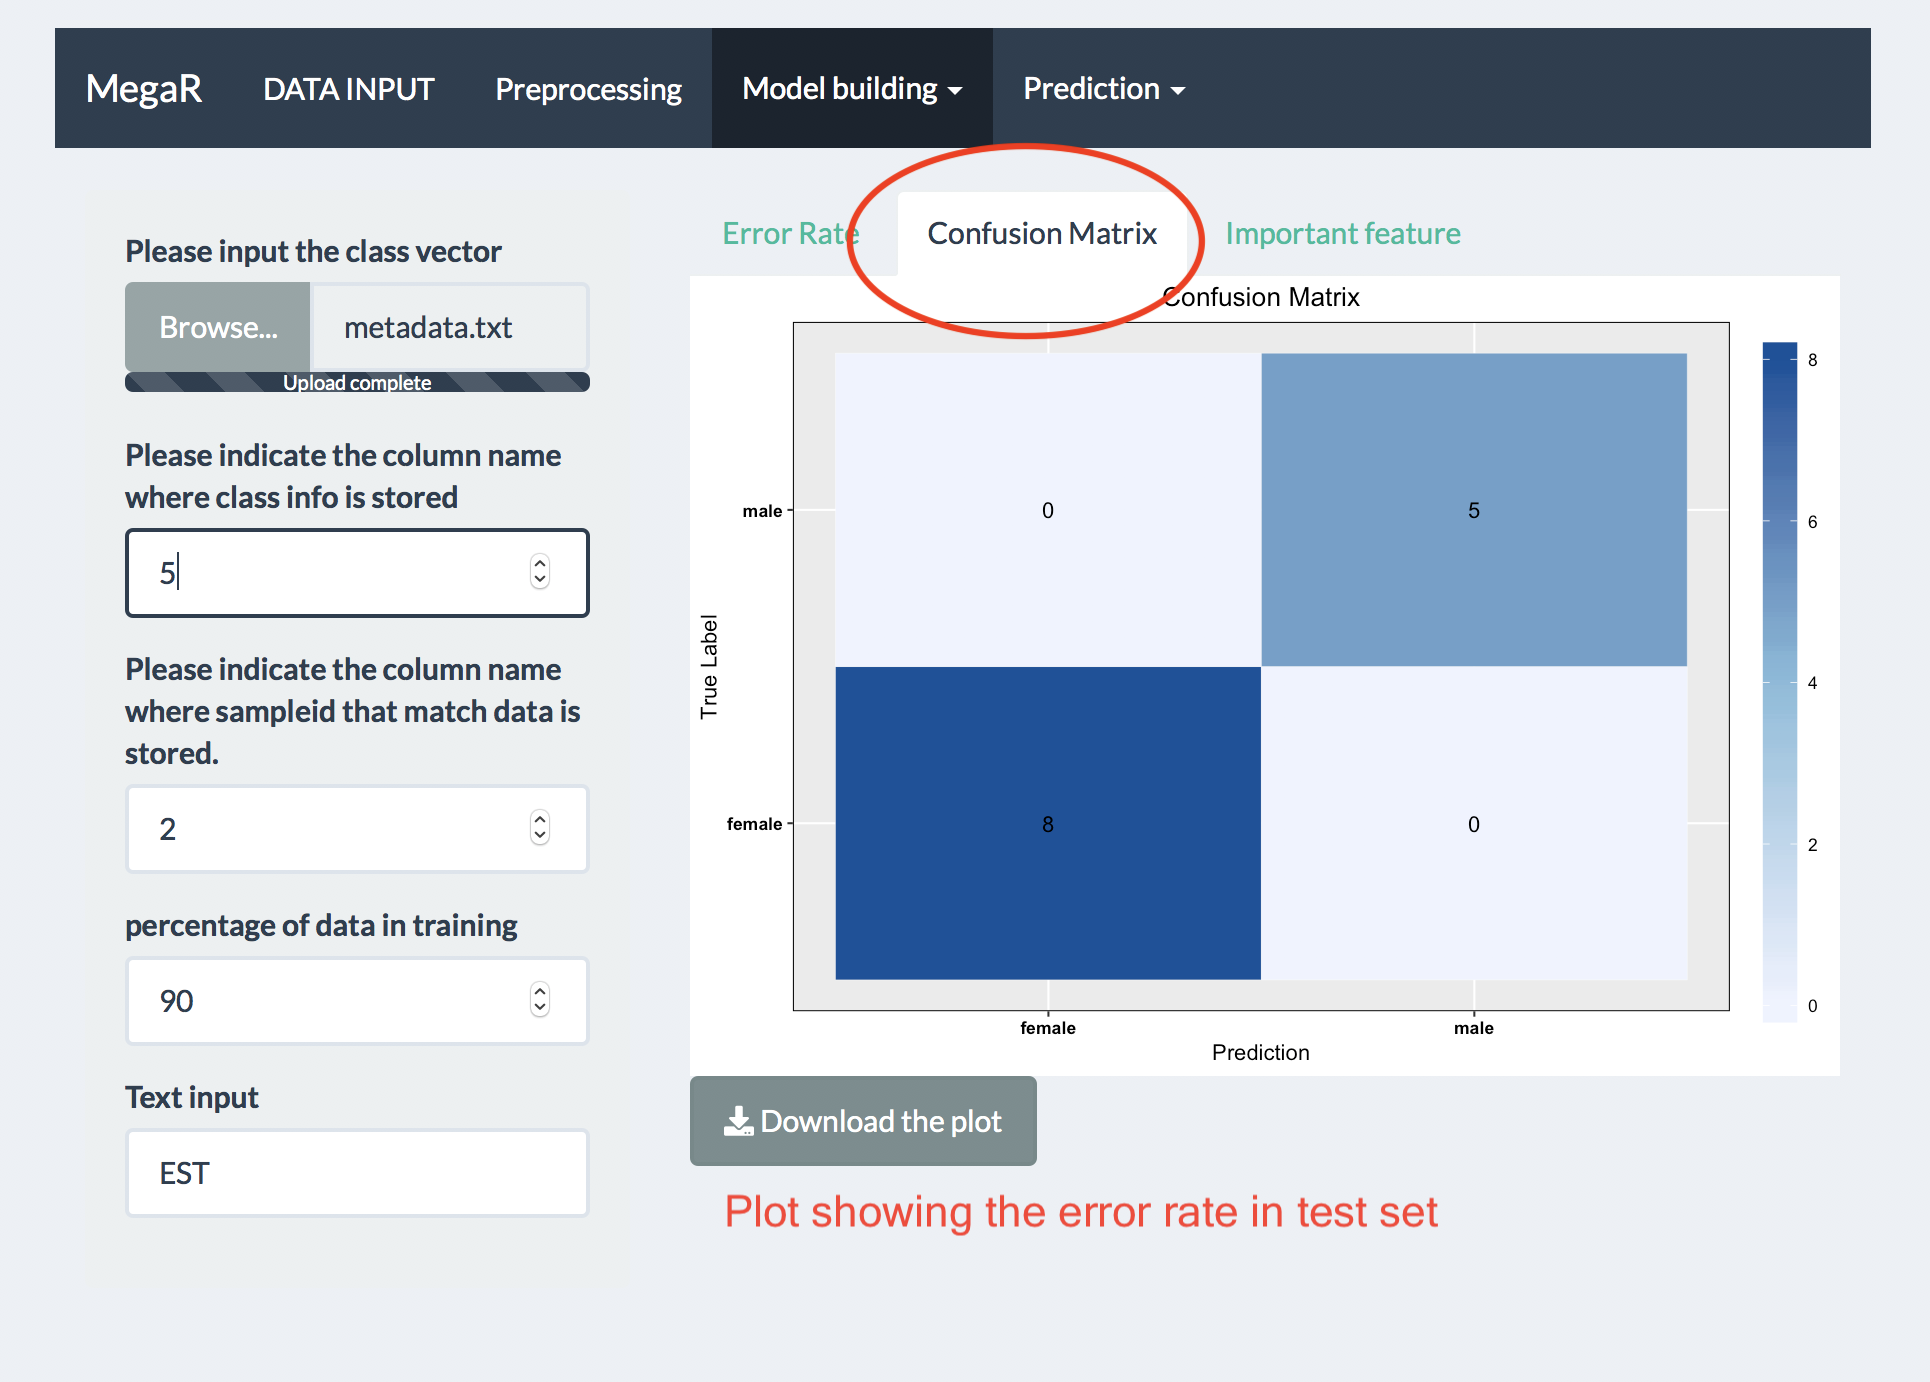 MegaR DATA INPUT Preprocessing Model building Prediction
Please input the class vector
Browse... metadata.txt
Upload complete
Please indicate the column name
where class info is stored
5
Please indicate the column name
where sampleid that match data is
stored.
2
percentage of data in training
90
Text input
EST
Error Rate Confusion Matrix Important feature
Confusion Matrix
True Label
male
0 5
female
8 0
female male
Prediction
8
6
4
2
0
Download the plot
Plot showing the error rate in test set